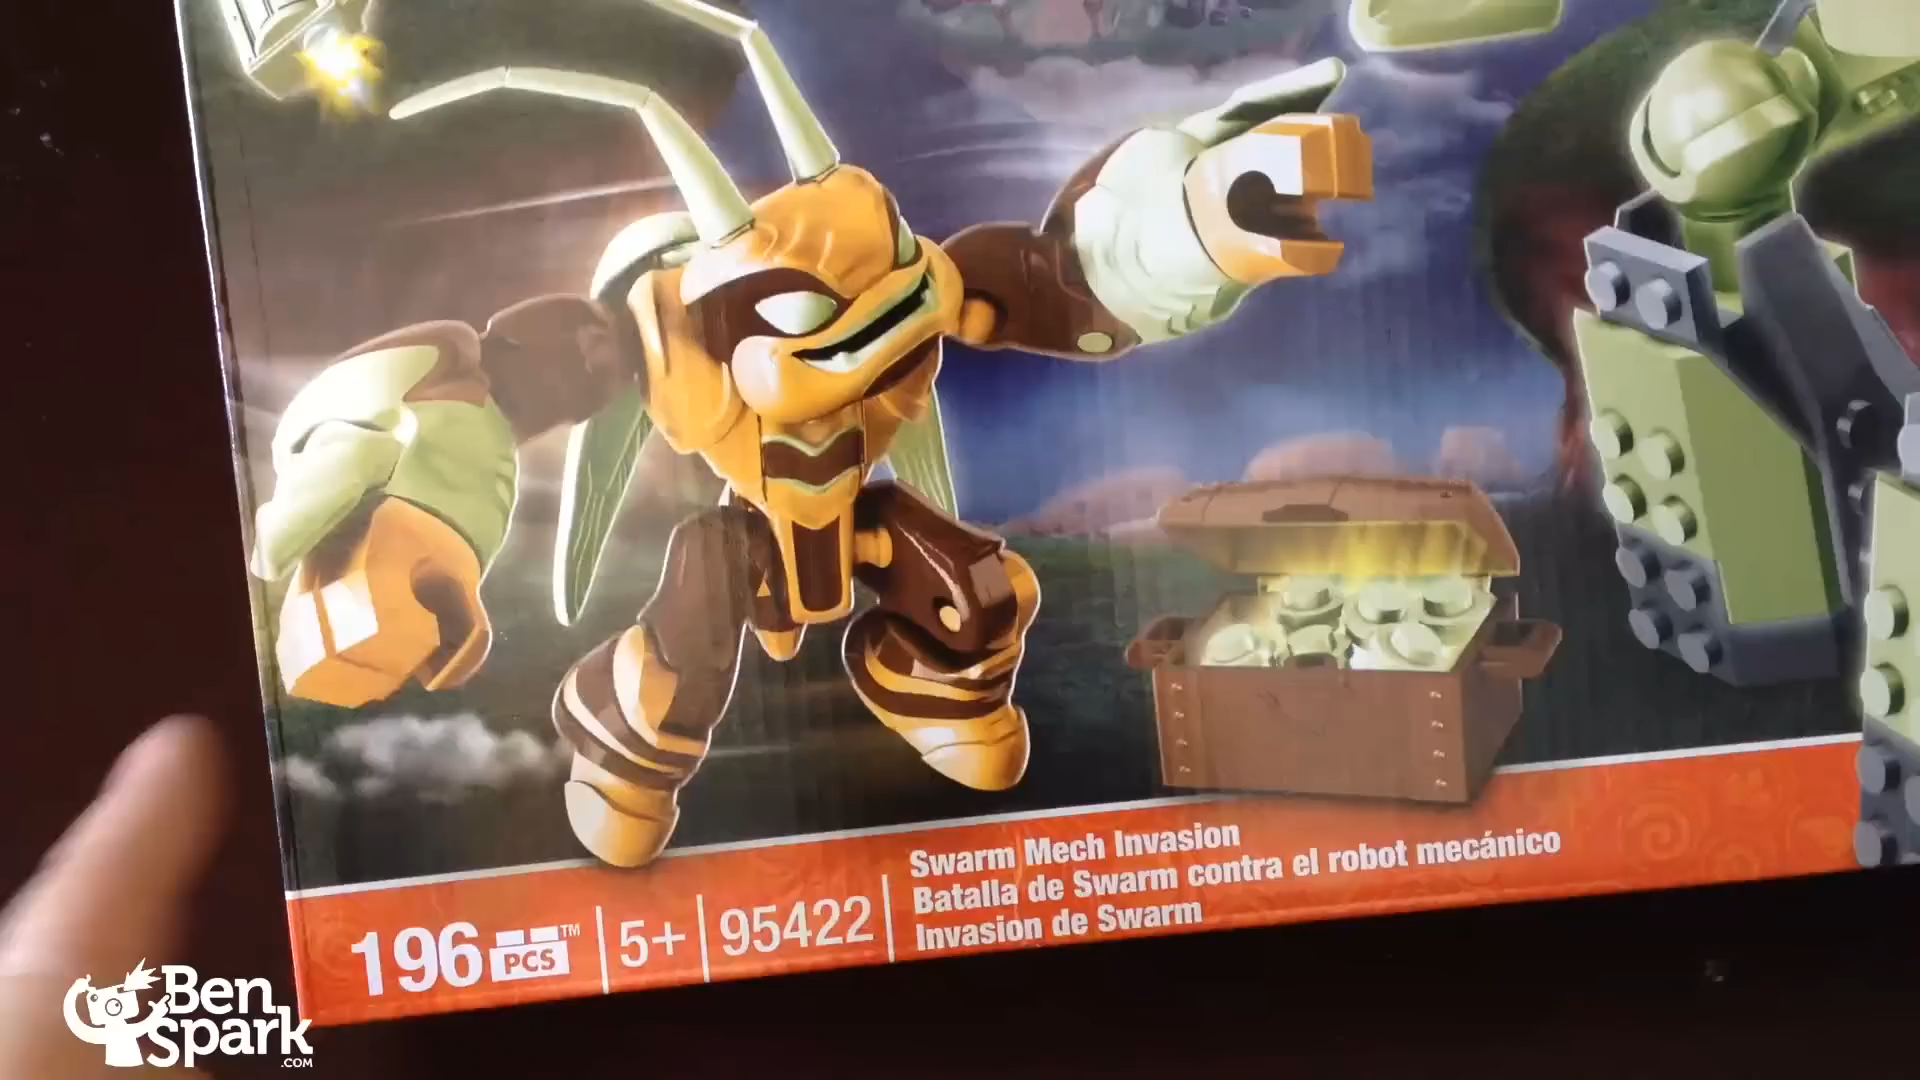 Swarm Mech Invasion
Batalla de Swarm contra el robot mecánico
Invasion de Swarm
196 PCS™ 5+ 95422
Ben
Spark
.COM